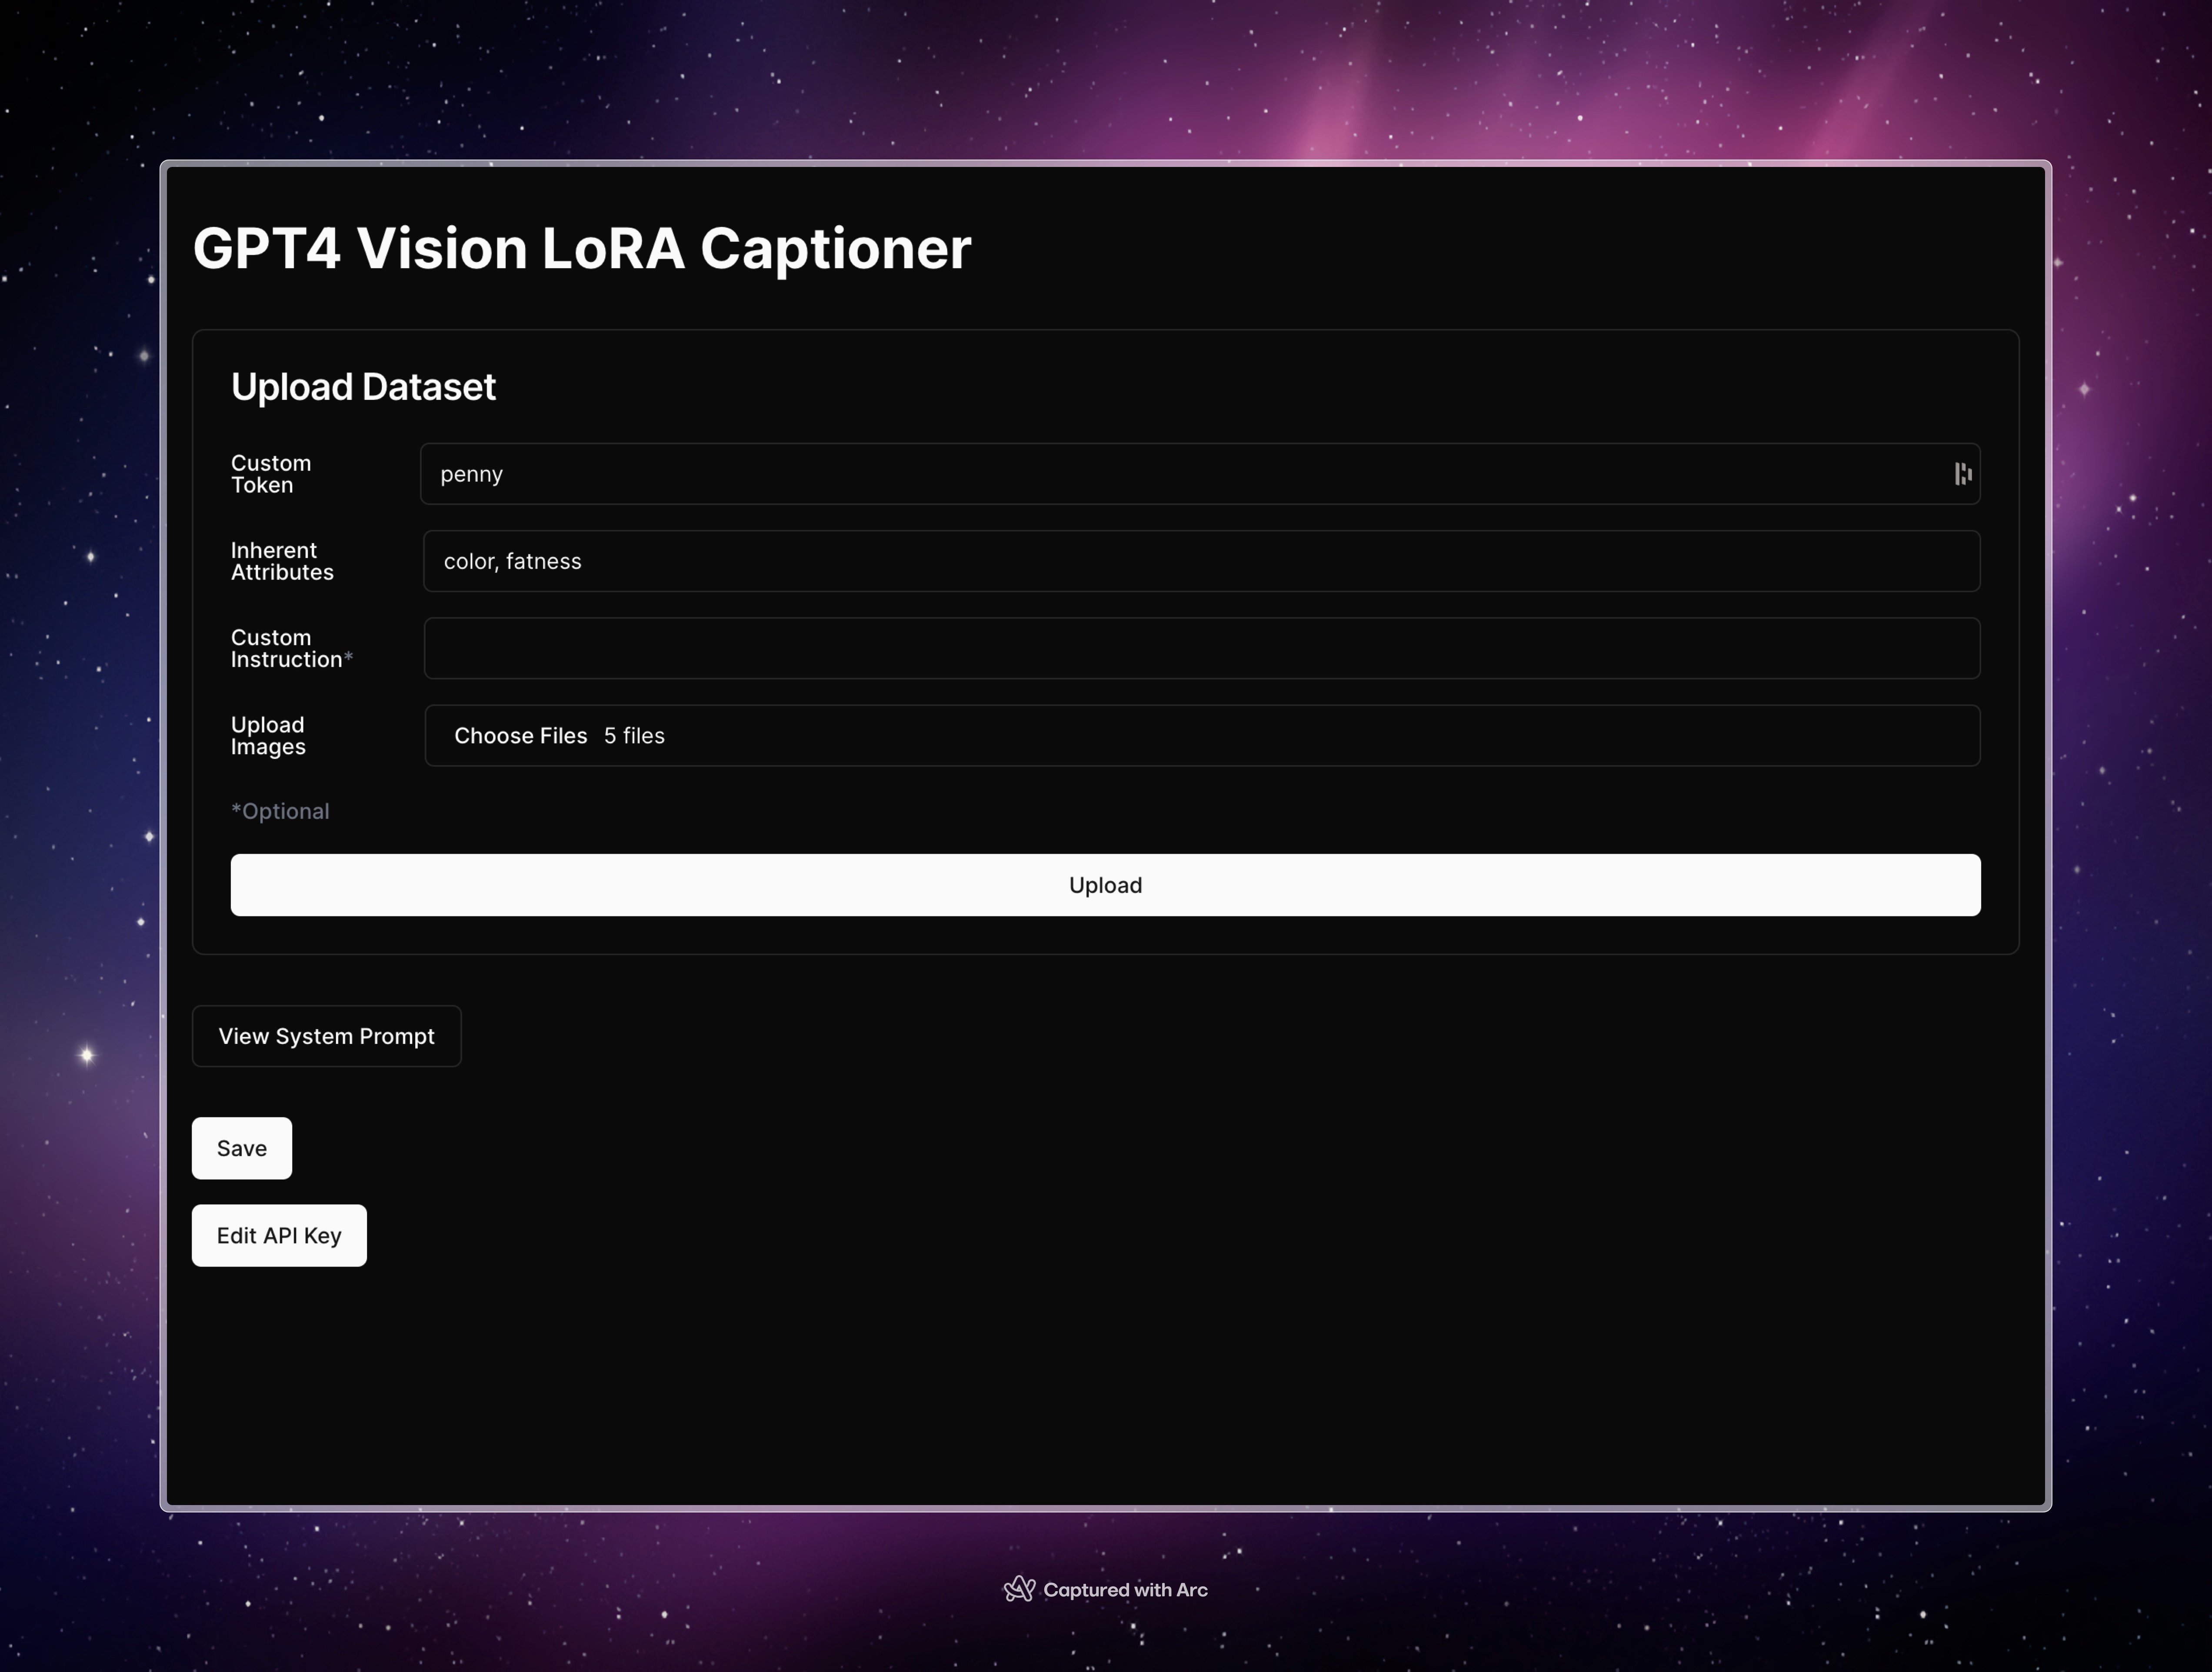 GPT4 Vision LoRA Captioner
Upload Dataset
Custom
Token
penny
Inherent
Attributes
color, fatness
Custom
Instruction*
Upload
Images
Choose Files 5 files
*Optional
Upload
View System Prompt
Save
Edit API Key
Captured with Arc